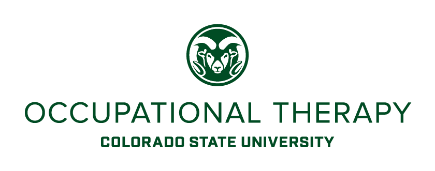 OCCUPATIONAL THERAPY
COLORADO STATE UNIVERSITY